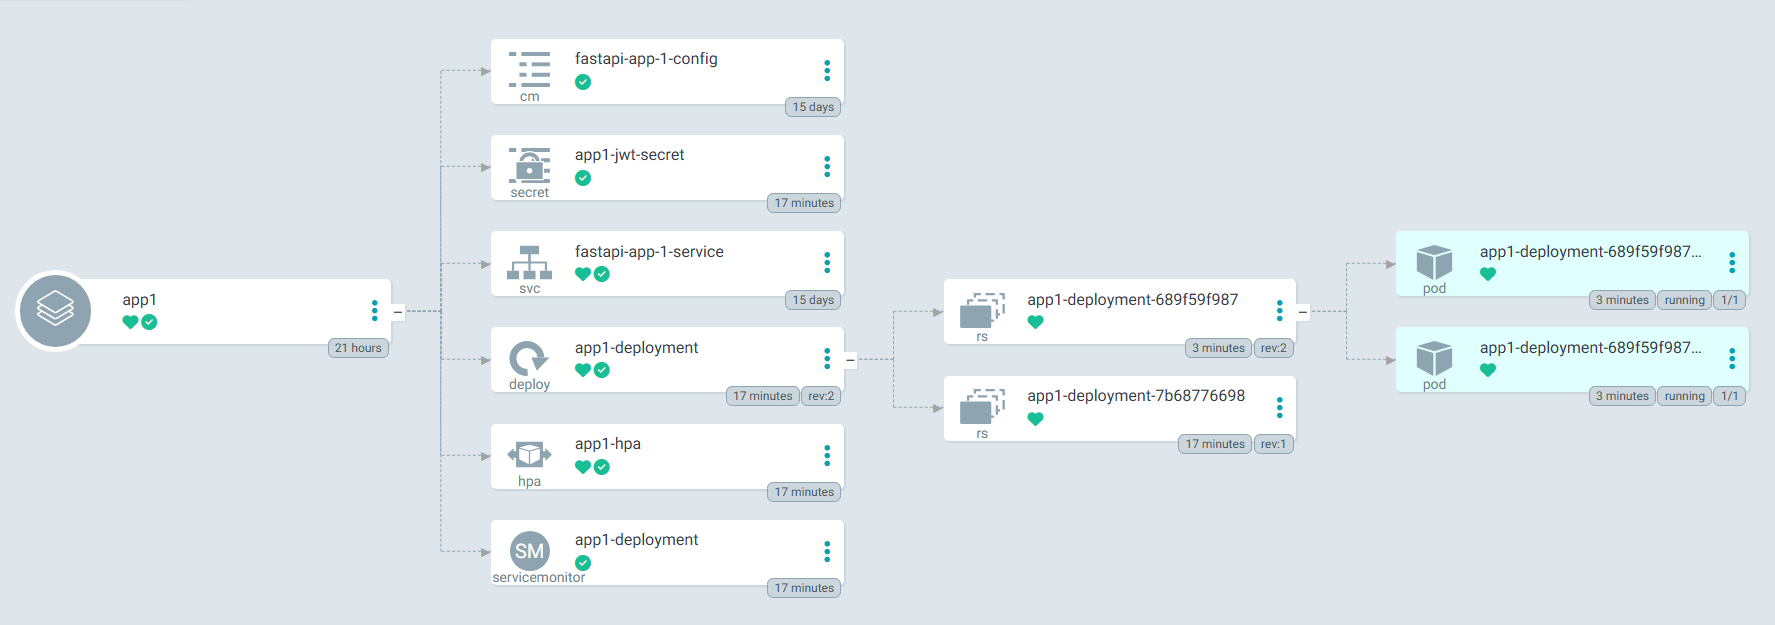 app1
21 hours
fastapi-app-1-config
cm
15 days
app1-jwt-secret
secret
17 minutes
fastapi-app-1-service
svc
15 days
app1-deployment
deploy
17 minutes
rev:2
app1-hpa
hpa
17 minutes
SM
app1-deployment
servicemonitor
17 minutes
app1-deployment-689f59f987
rs
3 minutes
rev:2
app1-deployment-7b68776698
rs
17 minutes
rev:1
app1-deployment-689f59f987...
pod
3 minutes
running
1/1
app1-deployment-689f59f987...
pod
3 minutes
running
1/1